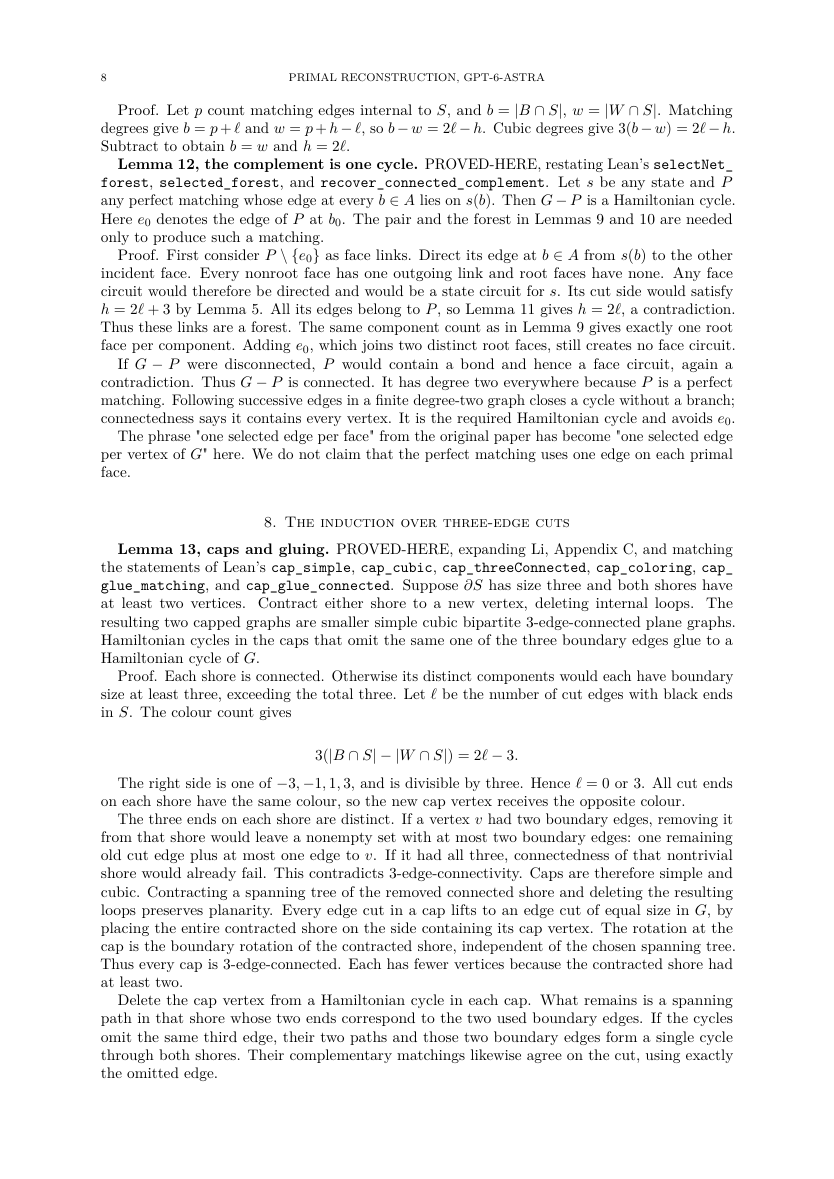 8
PRIMAL RECONSTRUCTION, GPT-6-ASTRA
Proof. Let p count matching edges internal to S, and b = |B ∩ S|, w = |W ∩ S|. Matching
degrees give b = p + ℓ and w = p + h − ℓ, so b − w = 2ℓ − h. Cubic degrees give 3(b − w) = 2ℓ − h.
Subtract to obtain b = w and h = 2ℓ.
Lemma 12, the complement is one cycle. PROVED-HERE, restating Lean's selectNet_
forest, selected_forest, and recover_connected_complement. Let s be any state and P
any perfect matching whose edge at every b ∈ A lies on s(b). Then G − P is a Hamiltonian cycle.
Here e₀ denotes the edge of P at b₀. The pair and the forest in Lemmas 9 and 10 are needed
only to produce such a matching.
Proof. First consider P \ {e₀} as face links. Direct its edge at b ∈ A from s(b) to the other
incident face. Every nonroot face has one outgoing link and root faces have none. Any face
circuit would therefore be directed and would be a state circuit for s. Its cut side would satisfy
h = 2ℓ + 3 by Lemma 5. All its edges belong to P, so Lemma 11 gives h = 2ℓ, a contradiction.
Thus these links are a forest. The same component count as in Lemma 9 gives exactly one root
face per component. Adding e₀, which joins two distinct root faces, still creates no face circuit.
If G − P were disconnected, P would contain a bond and hence a face circuit, again a
contradiction. Thus G − P is connected. It has degree two everywhere because P is a perfect
matching. Following successive edges in a finite degree-two graph closes a cycle without a branch;
connectedness says it contains every vertex. It is the required Hamiltonian cycle and avoids e₀.
The phrase "one selected edge per face" from the original paper has become "one selected edge
per vertex of G" here. We do not claim that the perfect matching uses one edge on each primal
face.
8. The induction over three-edge cuts
Lemma 13, caps and gluing. PROVED-HERE, expanding Li, Appendix C, and matching
the statements of Lean's cap_simple, cap_cubic, cap_threeConnected, cap_coloring, cap_
glue_matching, and cap_glue_connected. Suppose ∂S has size three and both shores have
at least two vertices. Contract either shore to a new vertex, deleting internal loops. The
resulting two capped graphs are smaller simple cubic bipartite 3-edge-connected plane graphs.
Hamiltonian cycles in the caps that omit the same one of the three boundary edges glue to a
Hamiltonian cycle of G.
Proof. Each shore is connected. Otherwise its distinct components would each have boundary
size at least three, exceeding the total three. Let ℓ be the number of cut edges with black ends
in S. The colour count gives
3(|B ∩ S| − |W ∩ S|) = 2ℓ − 3.
The right side is one of −3, −1, 1, 3, and is divisible by three. Hence ℓ = 0 or 3. All cut ends
on each shore have the same colour, so the new cap vertex receives the opposite colour.
The three ends on each shore are distinct. If a vertex v had two boundary edges, removing it
from that shore would leave a nonempty set with at most two boundary edges: one remaining
old cut edge plus at most one edge to v. If it had all three, connectedness of that nontrivial
shore would already fail. This contradicts 3-edge-connectivity. Caps are therefore simple and
cubic. Contracting a spanning tree of the removed connected shore and deleting the resulting
loops preserves planarity. Every edge cut in a cap lifts to an edge cut of equal size in G, by
placing the entire contracted shore on the side containing its cap vertex. The rotation at the
cap is the boundary rotation of the contracted shore, independent of the chosen spanning tree.
Thus every cap is 3-edge-connected. Each has fewer vertices because the contracted shore had
at least two.
Delete the cap vertex from a Hamiltonian cycle in each cap. What remains is a spanning
path in that shore whose two ends correspond to the two used boundary edges. If the cycles
omit the same third edge, their two paths and those two boundary edges form a single cycle
through both shores. Their complementary matchings likewise agree on the cut, using exactly
the omitted edge.